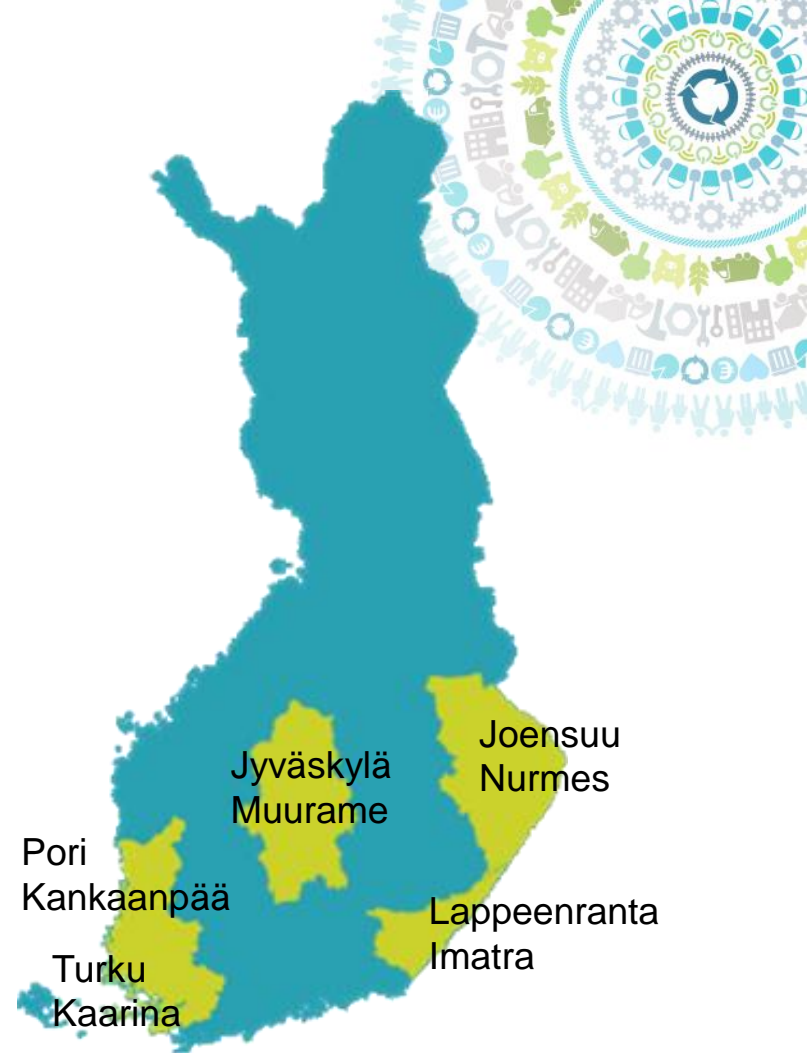 Joensuu
Nurmes
Jyväskylä
Muurame
Pori
Kankaanpää
Lappeenranta
Imatra
Turku
Kaarina